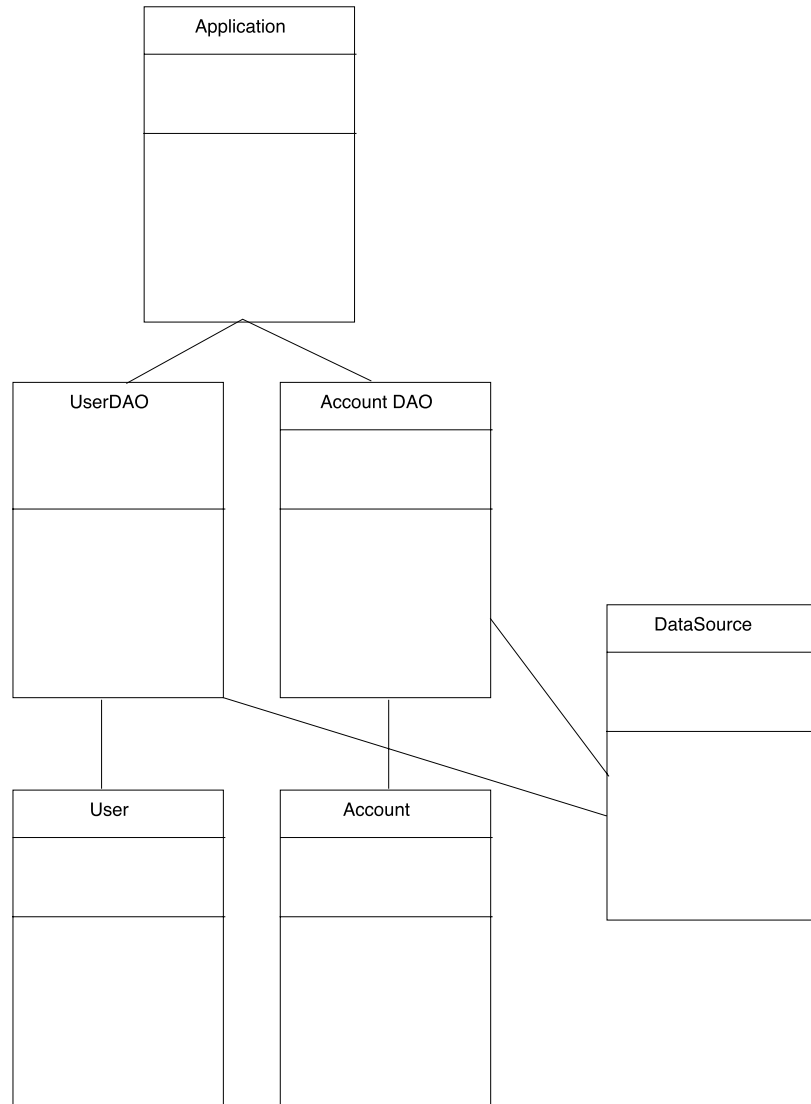 Application
UserDAO
Account DAO
DataSource
User
Account